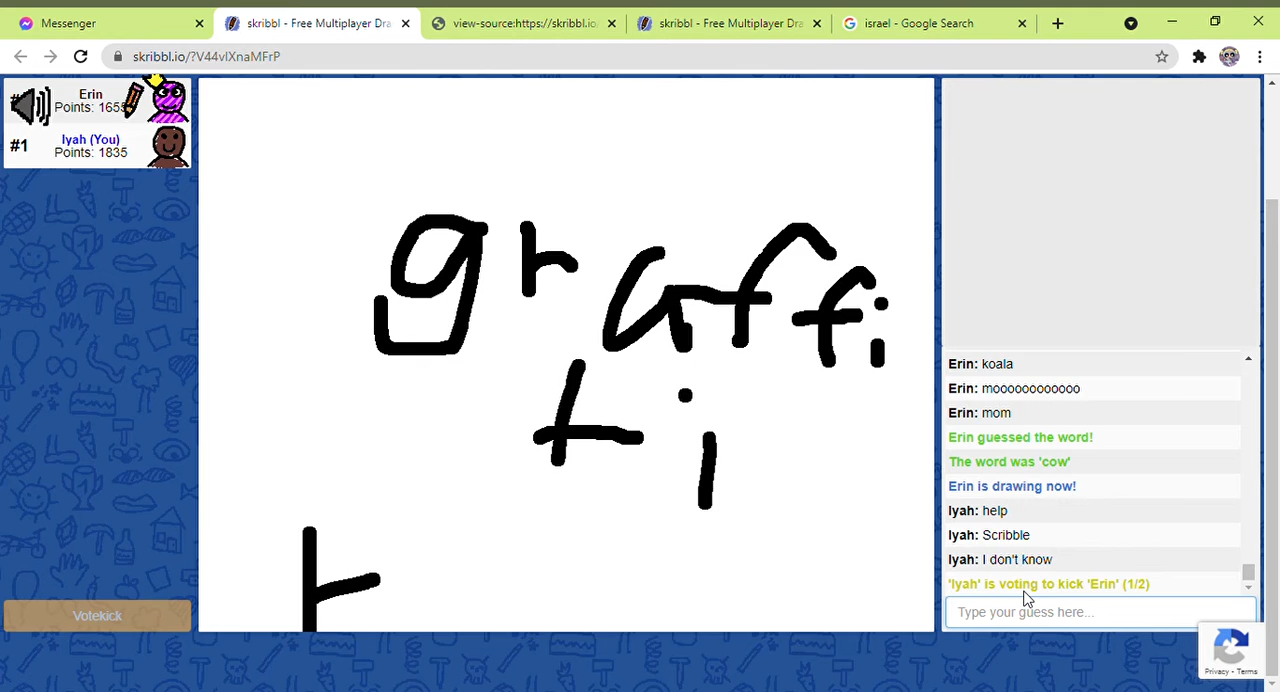 Messenger
skribbl - Free Multiplayer Dra
view-source:https://skribbl.io/
skribbl - Free Multiplayer Dra
israel - Google Search
skribbl.io/?V44vlXnaMFrP
Erin
Points: 1655
#1
Iyah (You)
Points: 1835
graffi
ti
r
Erin: koala
Erin: moooooooooooo
Erin: mom
Erin guessed the word!
The word was 'cow'
Erin is drawing now!
Iyah: help
Iyah: Scribble
Iyah: I don't know
'Iyah' is voting to kick 'Erin' (1/2)
Votekick
Type your guess here...
Privacy - Terms